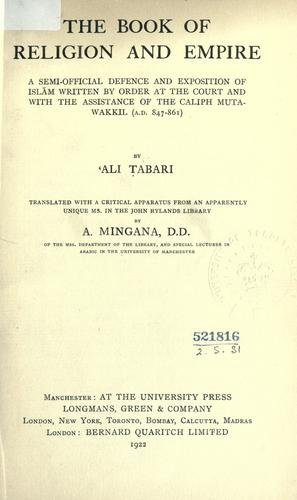 THE BOOK OF
RELIGION AND EMPIRE
A SEMI-OFFICIAL DEFENCE AND EXPOSITION OF
ISLĀM WRITTEN BY ORDER AT THE COURT AND
WITH THE ASSISTANCE OF THE CALIPH MUTA-
WAKKIL (A.D. 847-861)
BY
‘ALI TABARI
TRANSLATED WITH A CRITICAL APPARATUS FROM AN APPARENTLY
UNIQUE MS. IN THE JOHN RYLANDS LIBRARY
BY
A. MINGANA, D.D.
OF THE MSS. DEPARTMENT OF THE LIBRARY, AND SPECIAL LECTURER IN
ARABIC IN THE UNIVERSITY OF MANCHESTER
521816
2. 5. 51
MANCHESTER: AT THE UNIVERSITY PRESS
LONGMANS, GREEN & COMPANY
LONDON, NEW YORK, TORONTO, BOMBAY, CALCUTTA, MADRAS
LONDON: BERNARD QUARITCH LIMITED
1922